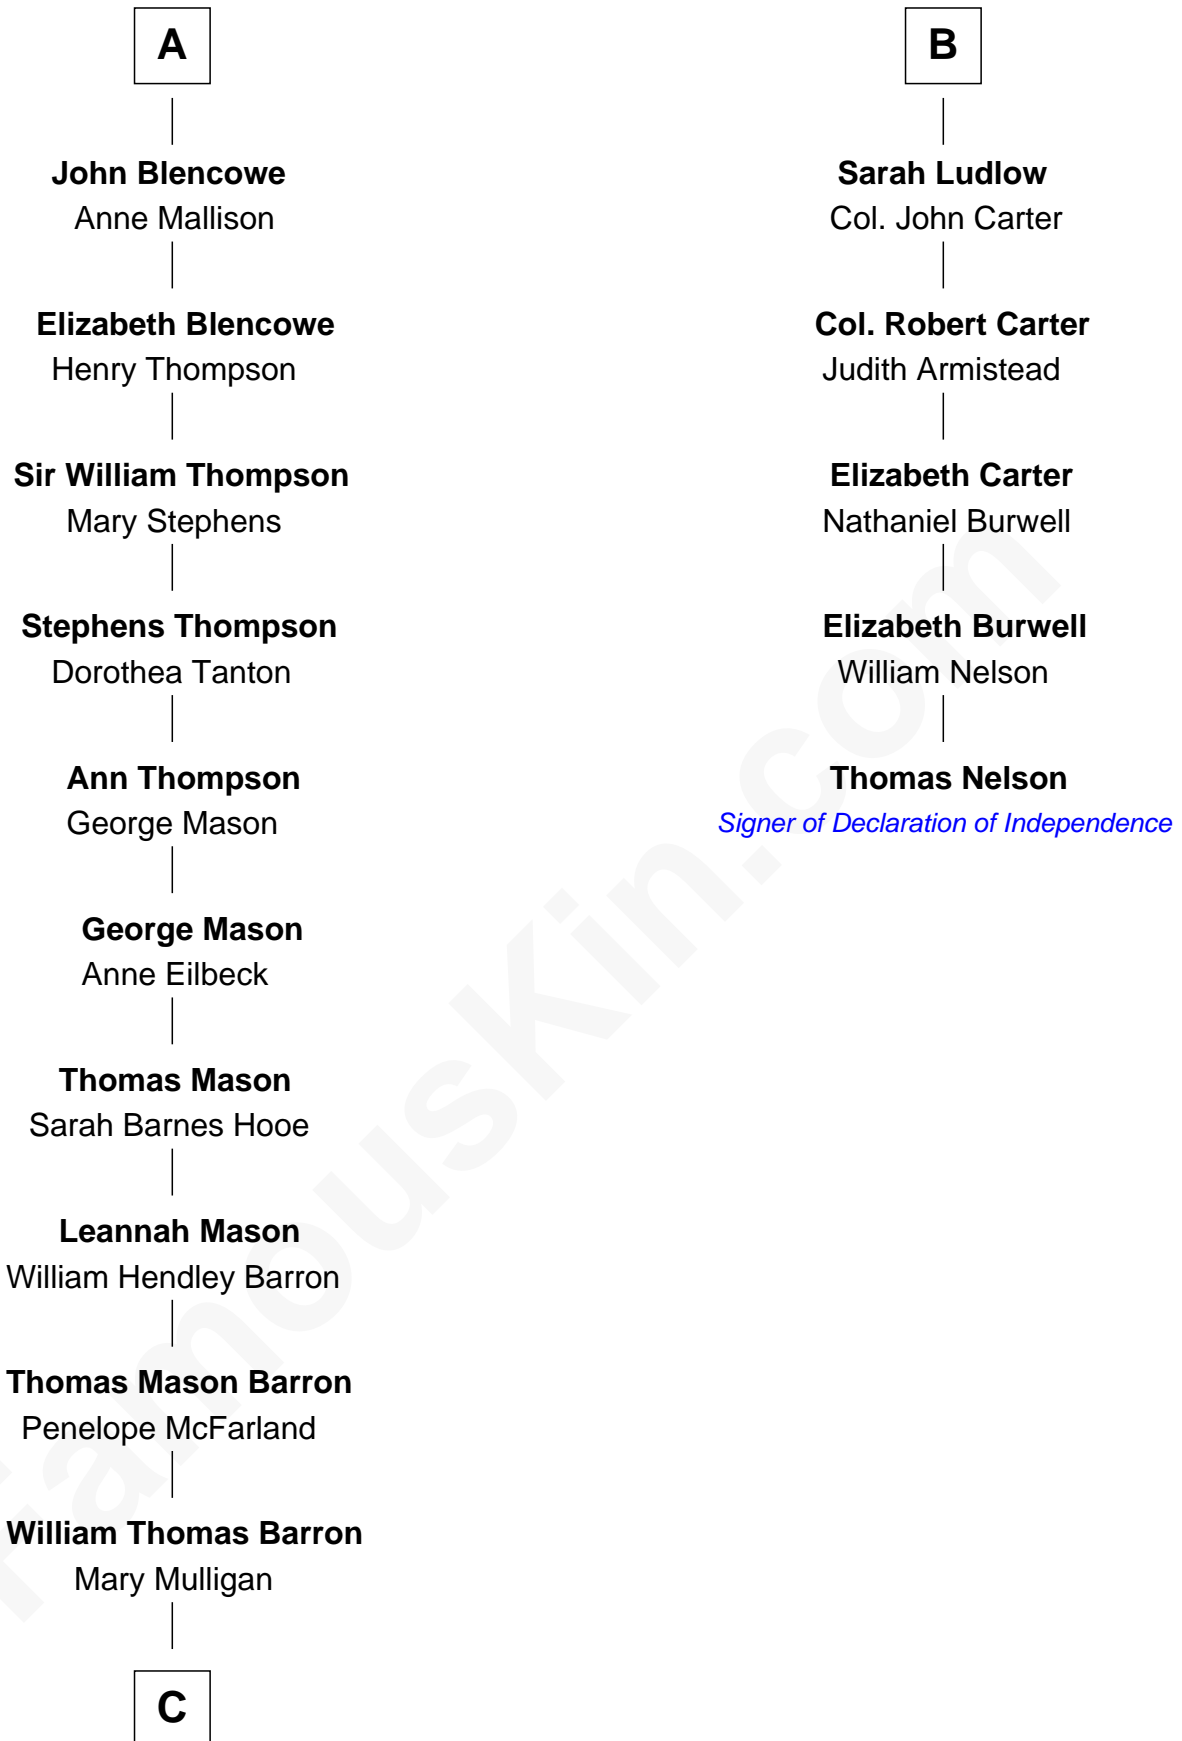 A
John Blencowe
Anne Mallison
Elizabeth Blencowe
Henry Thompson
Sir William Thompson
Mary Stephens
Stephens Thompson
Dorothea Tanton
Ann Thompson
George Mason
George Mason
Anne Eilbeck
Thomas Mason
Sarah Barnes Hooe
Leannah Mason
William Hendley Barron
Thomas Mason Barron
Penelope McFarland
William Thomas Barron
Mary Mulligan
C
B
Sarah Ludlow
Col. John Carter
Col. Robert Carter
Judith Armistead
Elizabeth Carter
Nathaniel Burwell
Elizabeth Burwell
William Nelson
Thomas Nelson
Signer of Declaration of Independence
FamousKin.com